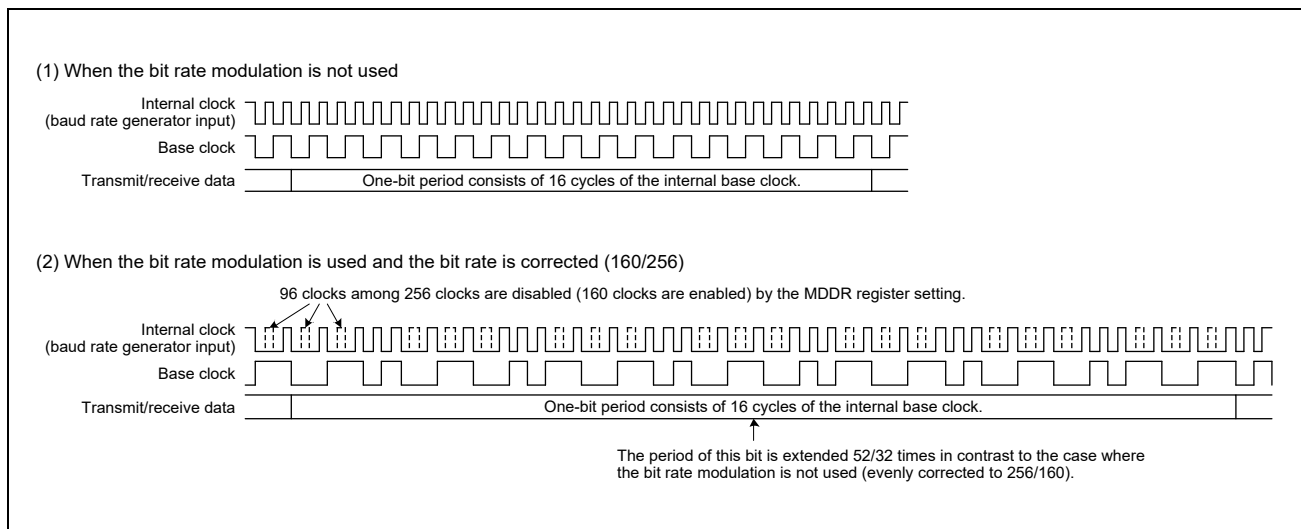 (1) When the bit rate modulation is not used
Internal clock
(baud rate generator input)
Base clock
Transmit/receive data
One-bit period consists of 16 cycles of the internal base clock.
(2) When the bit rate modulation is used and the bit rate is corrected (160/256)
96 clocks among 256 clocks are disabled (160 clocks are enabled) by the MDDR register setting.
Internal clock
(baud rate generator input)
Base clock
Transmit/receive data
One-bit period consists of 16 cycles of the internal base clock.
The period of this bit is extended 52/32 times in contrast to the case where
the bit rate modulation is not used (evenly corrected to 256/160).